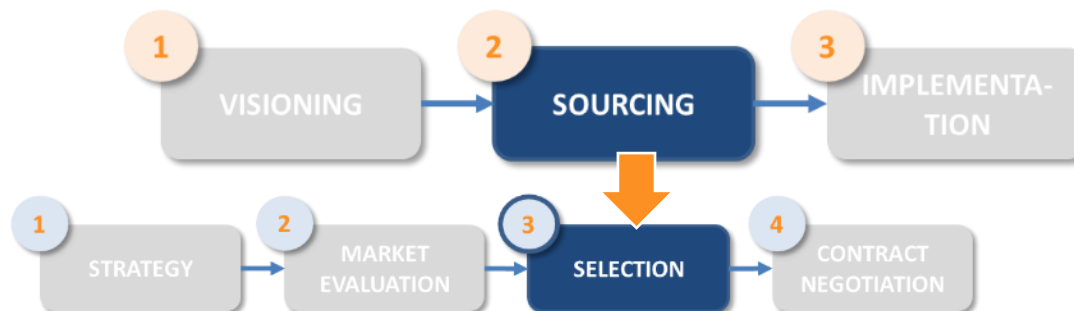 1
VISIONING
2
SOURCING
3
IMPLEMENTA-
TION
1
STRATEGY
2
MARKET
EVALUATION
3
SELECTION
4
CONTRACT
NEGOTIATION